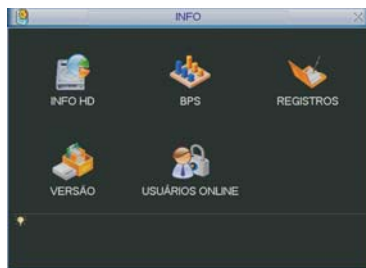 INFO
INFO HD
BPS
REGISTROS
VERSÃO
USUÁRIOS ONLINE